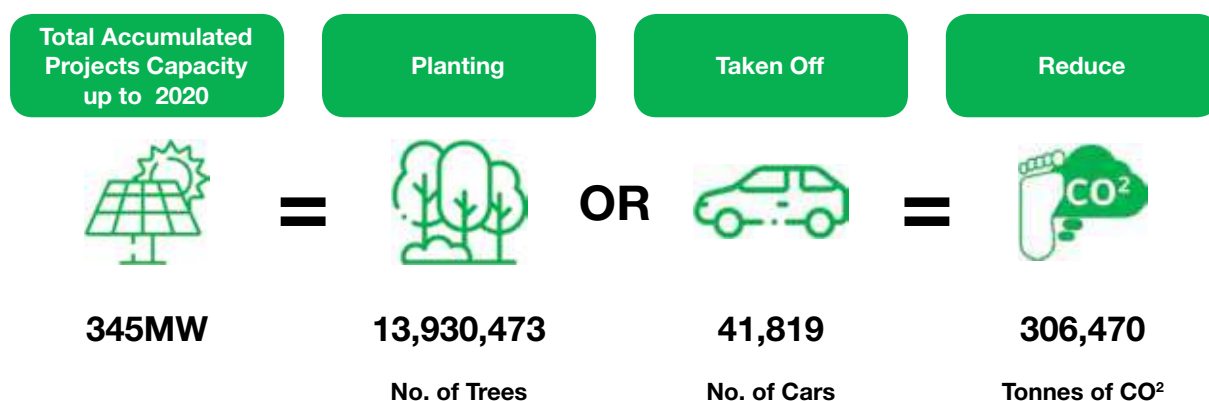 Total Accumulated
Projects Capacity
up to 2020
Planting
Taken Off
Reduce
=
OR
=
CO²
345MW
13,930,473
41,819
306,470
No. of Trees
No. of Cars
Tonnes of CO²